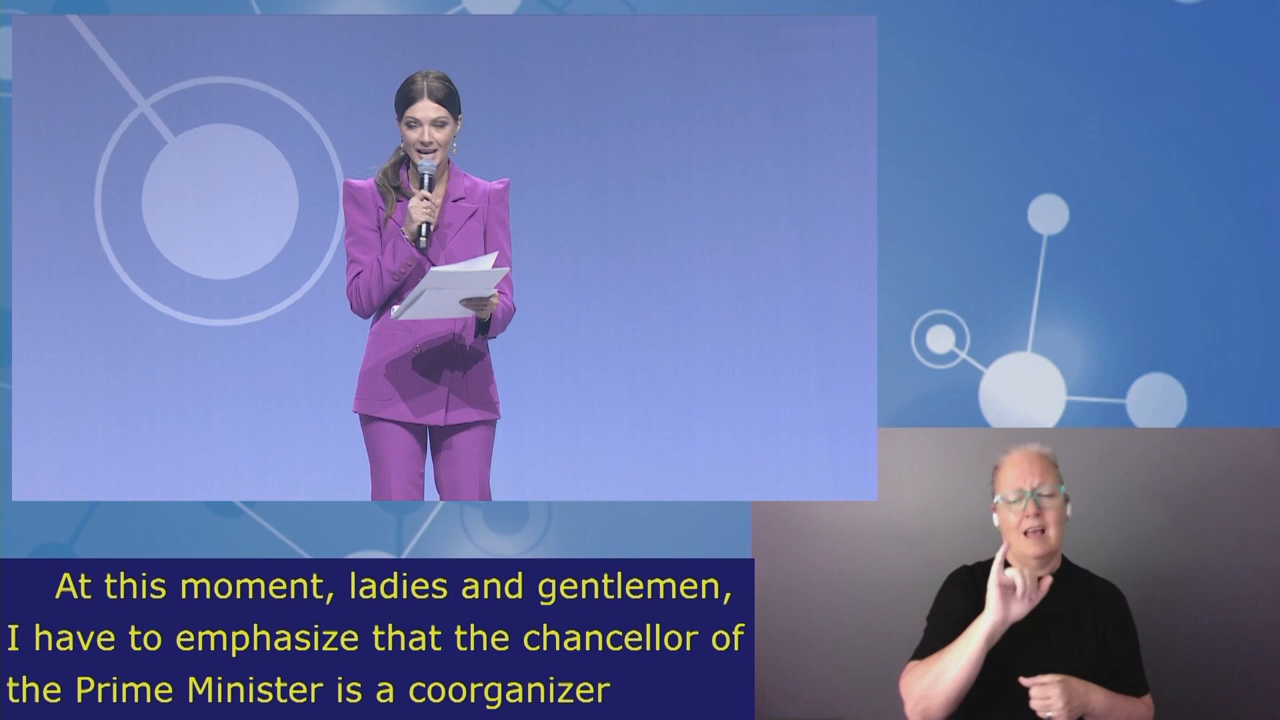 At this moment, ladies and gentlemen,
I have to emphasize that the chancellor of
the Prime Minister is a coorganizer